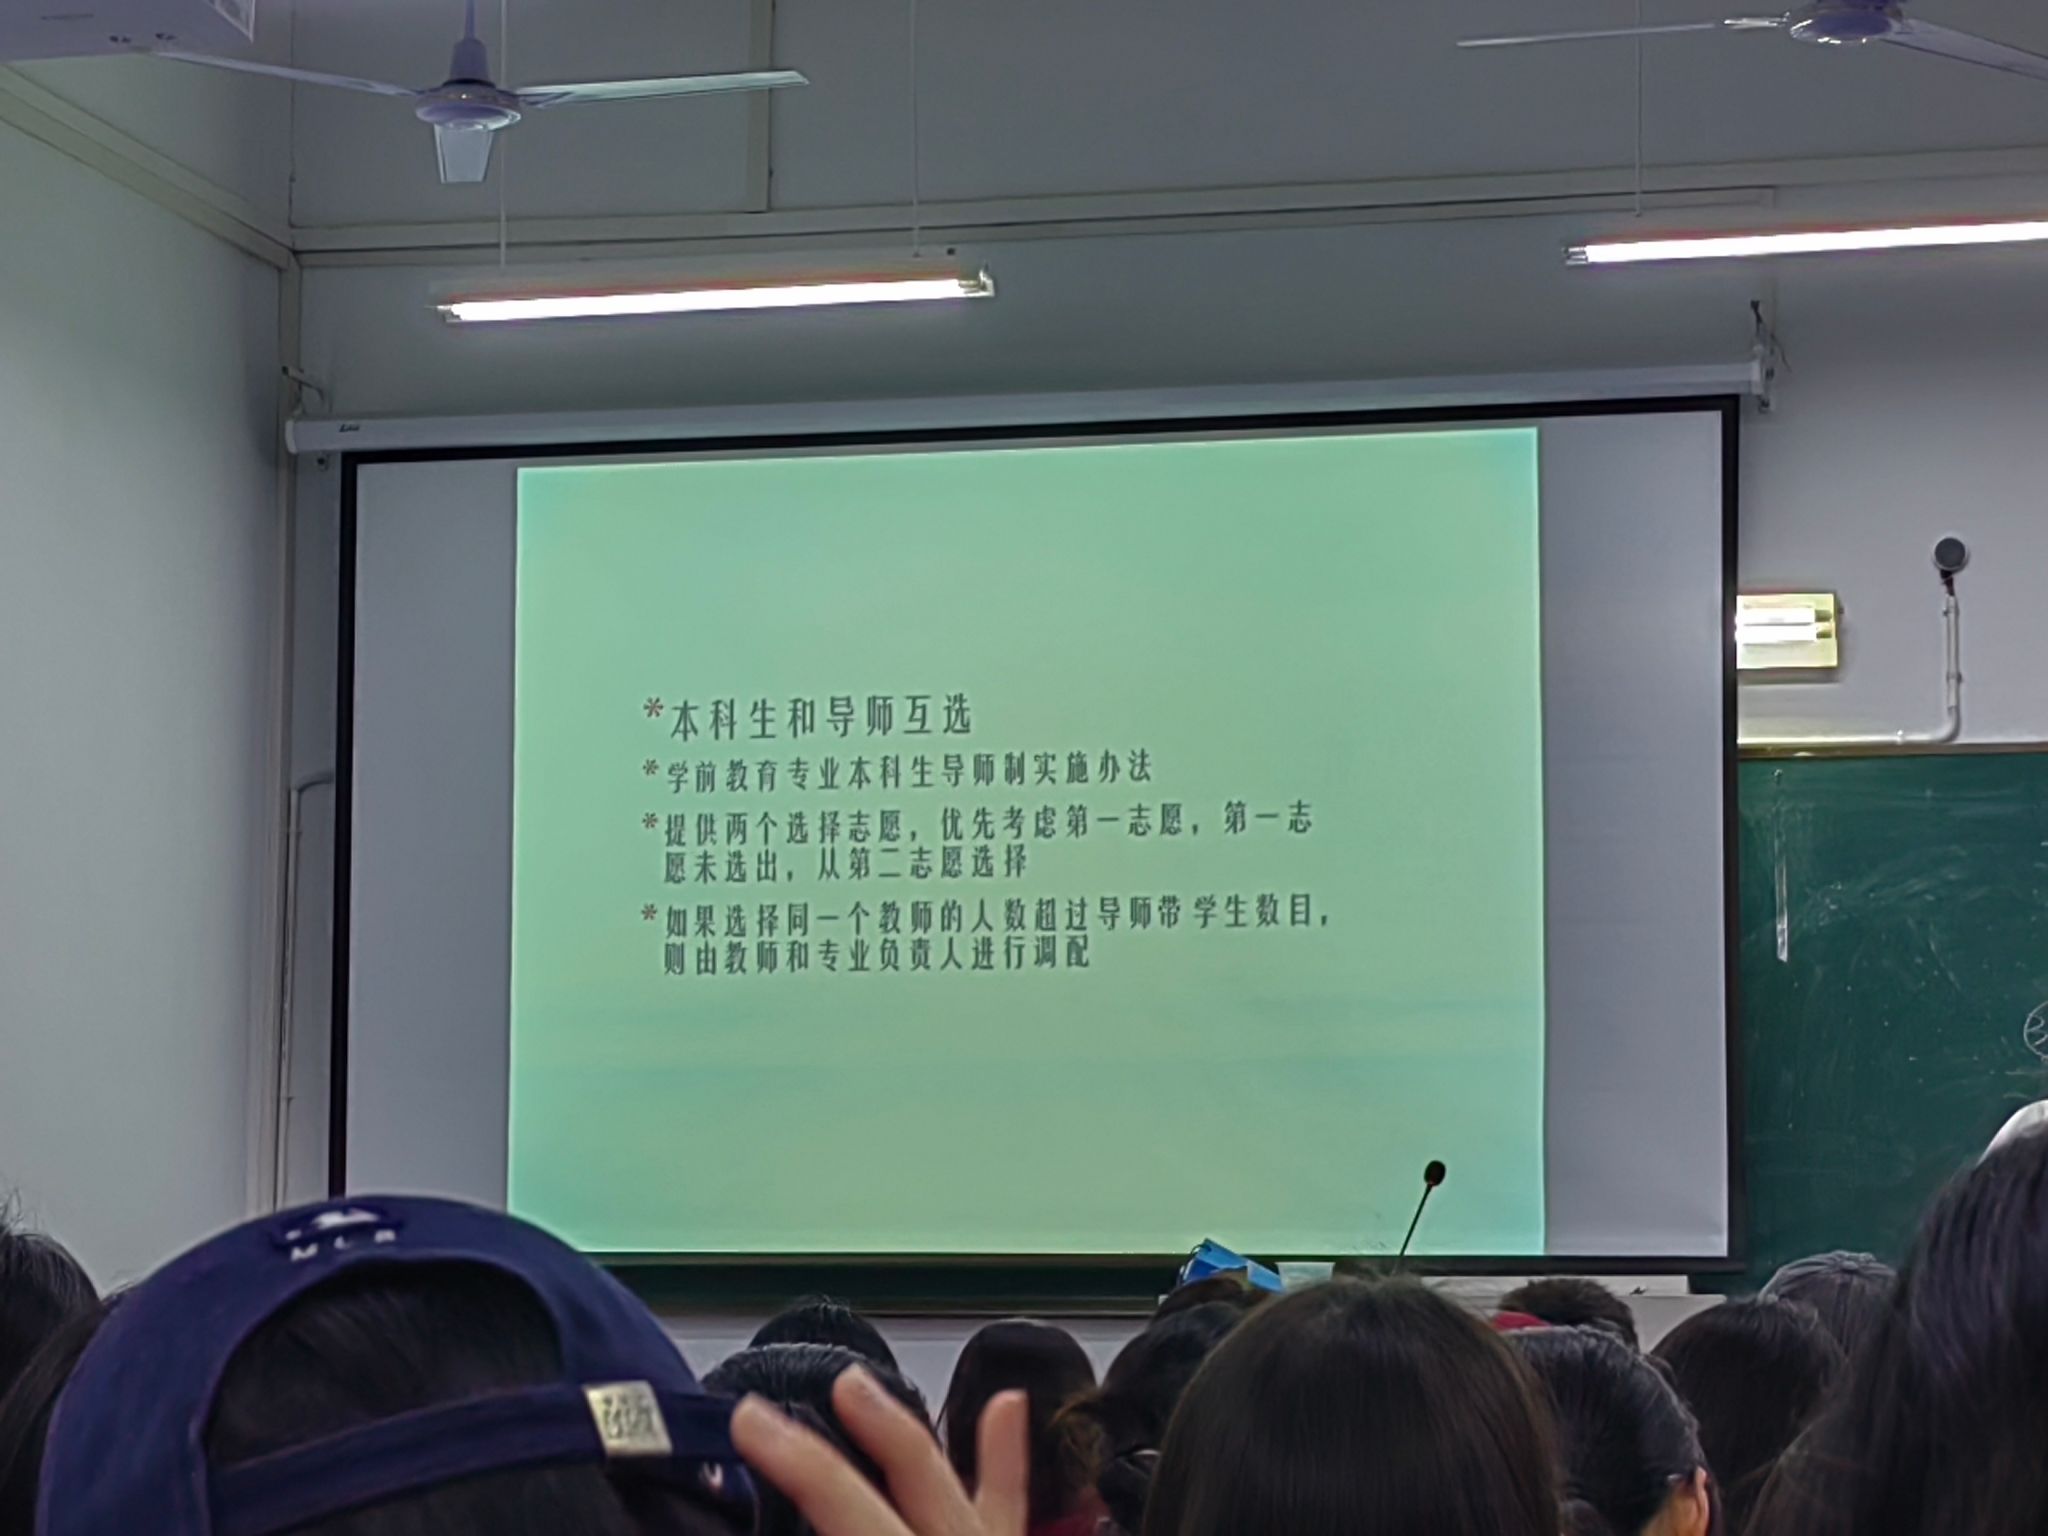 *本科生和导师互选
*学前教育专业本科生导师制实施办法
*提供两个选择志愿，优先考虑第一志愿，第一志
愿未选出，从第二志愿选择
*如果选择同一个教师的人数超过导师带学生数目，
则由教师和专业负责人进行调配